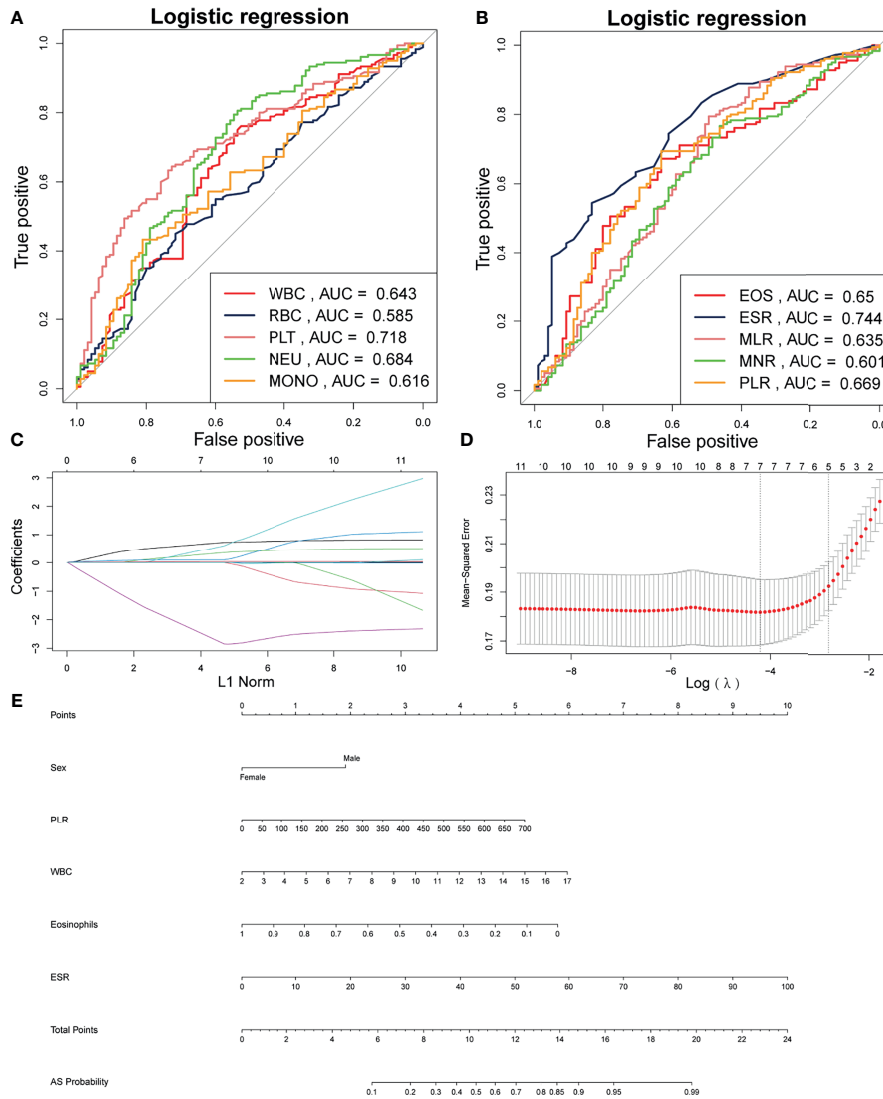 A
Logistic regression
True positive
1.0
0.8
0.6
0.4
0.2
0.0
WBC , AUC = 0.643
RBC , AUC = 0.585
PLT , AUC = 0.718
NEU , AUC = 0.684
MONO , AUC = 0.616
1.0 0.8 0.6 0.4 0.2 0.0
False positive
B
Logistic regression
True positive
1.0
0.8
0.6
0.4
0.2
0.0
EOS , AUC = 0.65
ESR , AUC = 0.744
MLR , AUC = 0.635
MNR , AUC = 0.601
PLR , AUC = 0.669
1.0 0.8 0.6 0.4 0.2 0.0
False positive
C
0 6 7 10 10 11
Coefficients
3
2
1
0
−1
−2
−3
0 2 4 6 8 10
L1 Norm
D
11 10 10 10 10 9 9 9 10 10 8 8 7 7 7 7 6 5 5 3 2
Mean−Squared Error
0.23
0.21
0.19
0.17
−8 −6 −4 −2
Log ( λ )
E
Points
0 1 2 3 4 5 6 7 8 9 10
Sex
Male
Female
PLR
0 50 100 150 200 250 300 350 400 450 500 550 600 650 700
WBC
2 3 4 5 6 7 8 9 10 11 12 13 14 15 16 17
Eosinophils
1 0.9 0.8 0.7 0.6 0.5 0.4 0.3 0.2 0.1 0
ESR
0 10 20 30 40 50 60 70 80 90 100
Total Points
0 2 4 6 8 10 12 14 16 18 20 22 24
AS Probability
0.1 0.2 0.3 0.4 0.5 0.6 0.7 0.8 0.85 0.9 0.95 0.99